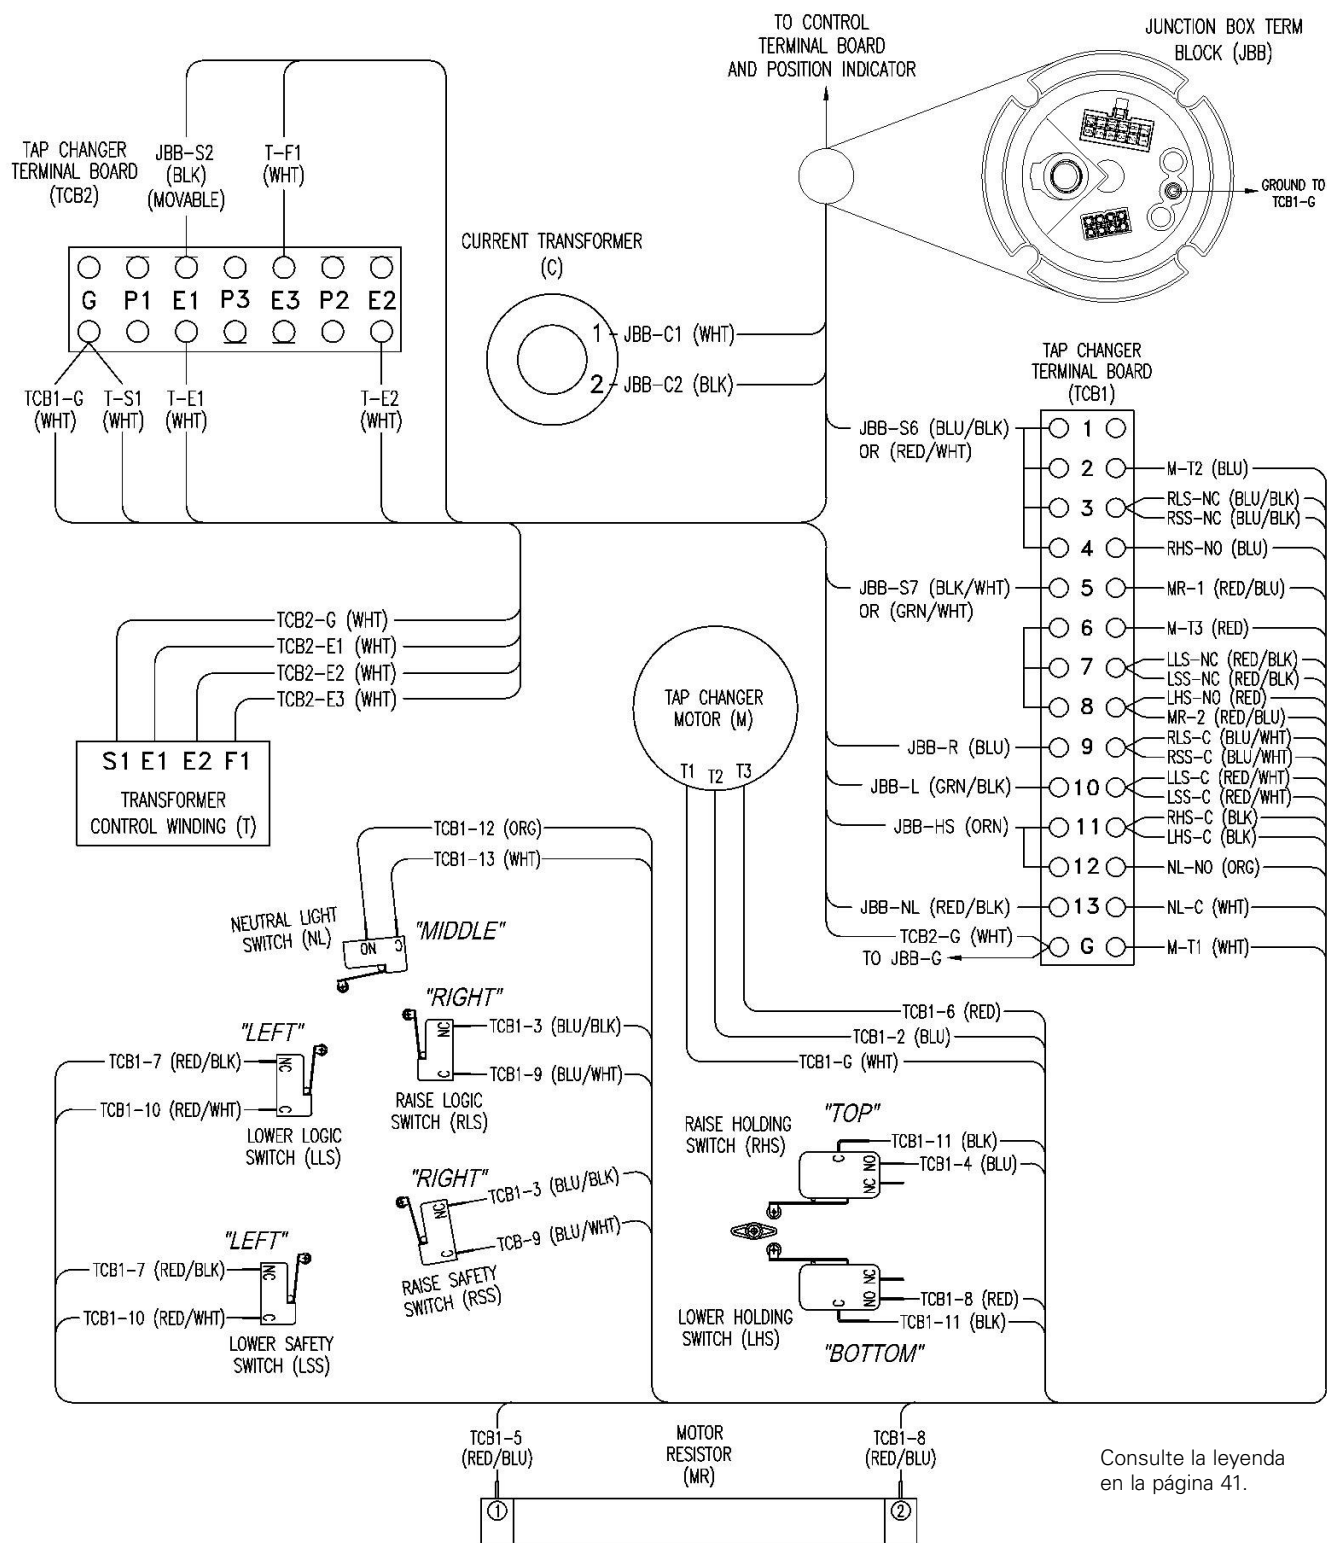 TO CONTROL
TERMINAL BOARD
AND POSITION INDICATOR
JUNCTION BOX TERM
BLOCK (JBB)
GROUND TO
TCB1-G
TAP CHANGER
TERMINAL BOARD
(TCB2)
JBB-S2
(BLK)
(MOVABLE)
T-F1
(WHT)
G P1 E1 P3 E3 P2 E2
TCB1-G
(WHT)
T-S1
(WHT)
T-E1
(WHT)
T-E2
(WHT)
CURRENT TRANSFORMER
(C)
1 JBB-C1 (WHT)
2 JBB-C2 (BLK)
TAP CHANGER
TERMINAL BOARD
(TCB1)
JBB-S6 (BLU/BLK)
OR (RED/WHT)
JBB-S7 (BLK/WHT)
OR (GRN/WHT)
JBB-R (BLU)
JBB-L (GRN/BLK)
JBB-HS (ORN)
JBB-NL (RED/BLK)
TCB2-G (WHT)
TO JBB-G
1
2
3
4
5
6
7
8
9
10
11
12
13
G
M-T2 (BLU)
RLS-NC (BLU/BLK)
RSS-NC (BLU/BLK)
RHS-NO (BLU)
MR-1 (RED/BLU)
M-T3 (RED)
LLS-NC (RED/BLK)
LSS-NC (RED/BLK)
LHS-NO (RED)
MR-2 (RED/BLU)
RLS-C (BLU/WHT)
RSS-C (BLU/WHT)
LLS-C (RED/WHT)
LSS-C (RED/WHT)
RHS-C (BLK)
LHS-C (BLK)
NL-NO (ORG)
NL-C (WHT)
M-T1 (WHT)
TCB2-G (WHT)
TCB2-E1 (WHT)
TCB2-E2 (WHT)
TCB2-E3 (WHT)
S1 E1 E2 F1
TRANSFORMER
CONTROL WINDING (T)
TAP CHANGER
MOTOR (M)
T1 T2 T3
TCB1-6 (RED)
TCB1-2 (BLU)
TCB1-G (WHT)
TCB1-12 (ORG)
TCB1-13 (WHT)
NEUTRAL LIGHT
SWITCH (NL)
NO C
"MIDDLE"
"RIGHT"
NC
C
TCB1-3 (BLU/BLK)
TCB1-9 (BLU/WHT)
RAISE LOGIC
SWITCH (RLS)
"LEFT"
TCB1-7 (RED/BLK)
TCB1-10 (RED/WHT)
NC
C
LOWER LOGIC
SWITCH (LLS)
"RIGHT"
NC
C
TCB1-3 (BLU/BLK)
TCB-9 (BLU/WHT)
RAISE SAFETY
SWITCH (RSS)
"LEFT"
TCB1-7 (RED/BLK)
TCB1-10 (RED/WHT)
NC
C
LOWER SAFETY
SWITCH (LSS)
RAISE HOLDING
SWITCH (RHS)
"TOP"
C
NC NO
TCB1-11 (BLK)
TCB1-4 (BLU)
LOWER HOLDING
SWITCH (LHS)
C
NO NC
TCB1-8 (RED)
TCB1-11 (BLK)
"BOTTOM"
TCB1-5
(RED/BLU)
MOTOR
RESISTOR
(MR)
TCB1-8
(RED/BLU)
1
2
Consulte la leyenda
en la página 41.